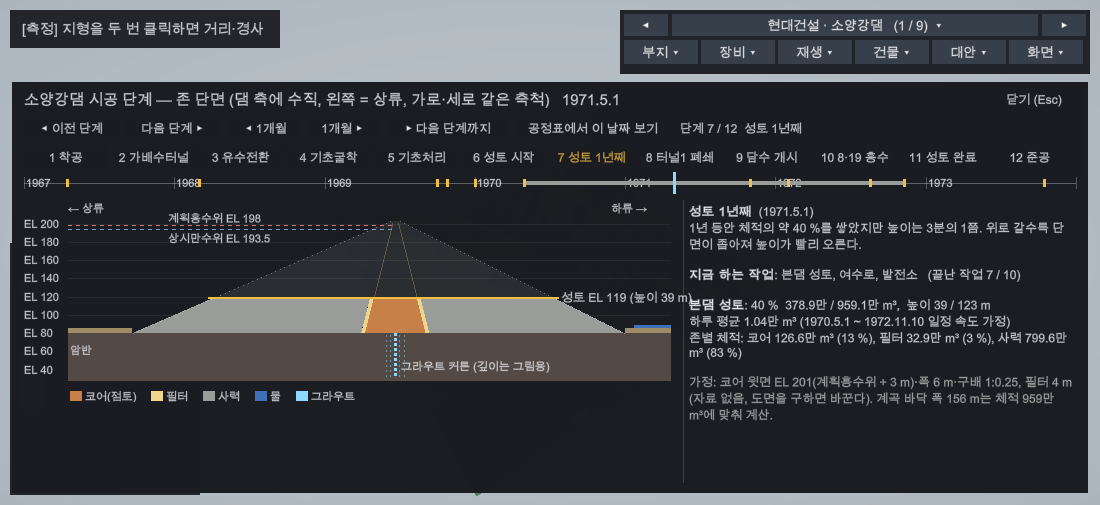 [측정] 지형을 두 번 클릭하면 거리·경사
◂ 현대건설 · 소양강댐 (1 / 9) ▾ ▸
부지 ▾ 장비 ▾ 재생 ▾ 건물 ▾ 대안 ▾ 화면 ▾
소양강댐 시공 단계 — 존 단면 (댐 축에 수직, 왼쪽 = 상류, 가로·세로 같은 축척) 1971.5.1 닫기 (Esc)
◂ 이전 단계 다음 단계 ▸ ◂ 1개월 1개월 ▸ ▸ 다음 단계까지 공정표에서 이 날짜 보기 단계 7 / 12 성토 1년째
1 착공 2 가배수터널 3 유수전환 4 기초굴착 5 기초처리 6 성토 시작 7 성토 1년째 8 터널1 폐쇄 9 담수 개시 10 8·19 홍수 11 성토 완료 12 준공
1967 1968 1969 1970 1971 1972 1973
← 상류 하류 →
EL 200 계획홍수위 EL 198
EL 180 상시만수위 EL 193.5
EL 160
EL 140
EL 120 성토 EL 119 (높이 39 m)
EL 100
EL 80
EL 60 암반
EL 40 그라우트 커튼 (깊이는 그림용)
코어(점토) 필터 사력 물 그라우트
성토 1년째 (1971.5.1)
1년 동안 체적의 약 40 %를 쌓았지만 높이는 3분의 1쯤. 위로 갈수록 단
면이 좁아져 높이가 빨리 오른다.
지금 하는 작업: 본댐 성토, 여수로, 발전소 (끝난 작업 7 / 10)
본댐 성토: 40 % 378.9만 / 959.1만 m³, 높이 39 / 123 m
하루 평균 1.04만 m³ (1970.5.1 ~ 1972.11.10 일정 속도 가정)
존별 체적: 코어 126.6만 m³ (13 %), 필터 32.9만 m³ (3 %), 사력 799.6만
m³ (83 %)
가정: 코어 윗면 EL 201(계획홍수위 + 3 m)·폭 6 m·구배 1:0.25, 필터 4 m
(자료 없음, 도면을 구하면 바꾼다). 계곡 바닥 폭 156 m는 체적 959만
m³에 맞춰 계산.